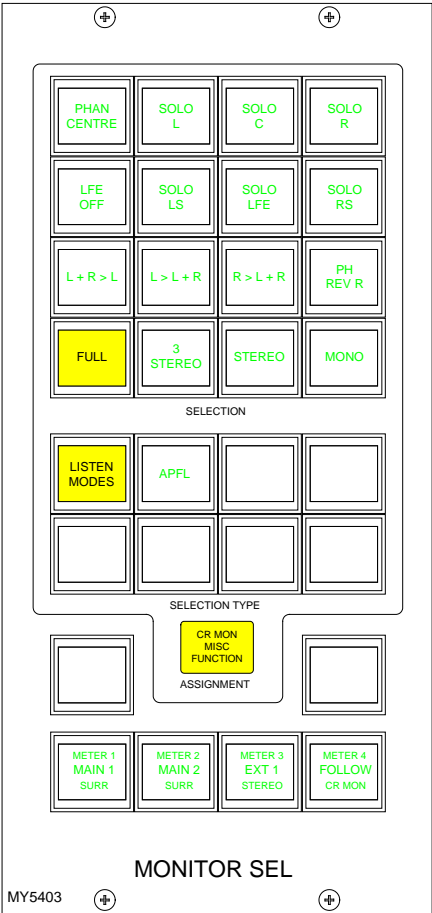 PHAN
CENTRE
SOLO
L
SOLO
C
SOLO
R
LFE
OFF
SOLO
LS
SOLO
LFE
SOLO
RS
L + R > L
L > L + R
R > L + R
PH
REV R
FULL
3
STEREO
STEREO
MONO
SELECTION
LISTEN
MODES
APFL
SELECTION TYPE
CR MON
MISC
FUNCTION
ASSIGNMENT
METER 1
MAIN 1
SURR
METER 2
MAIN 2
SURR
METER 3
EXT 1
STEREO
METER 4
FOLLOW
CR MON
MONITOR SEL
MY5403